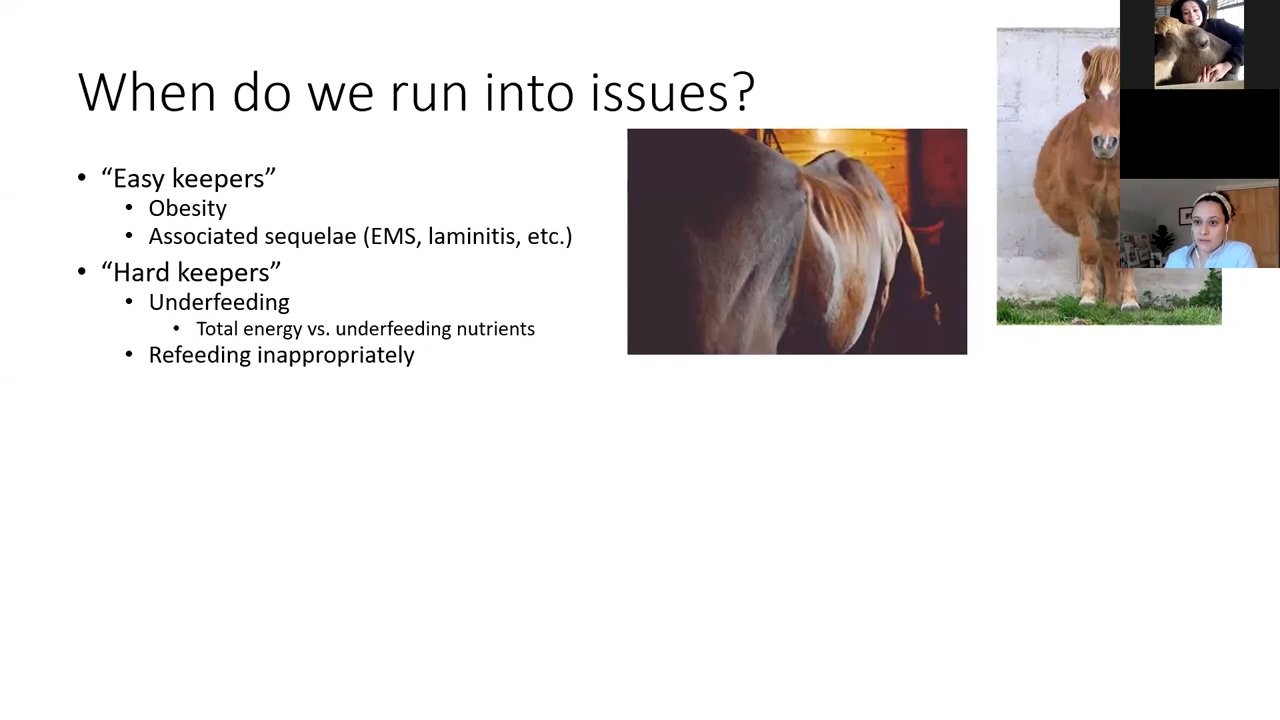 When do we run into issues?
• “Easy keepers”
• Obesity
• Associated sequelae (EMS, laminitis, etc.)
• “Hard keepers”
• Underfeeding
• Total energy vs. underfeeding nutrients
• Refeeding inappropriately